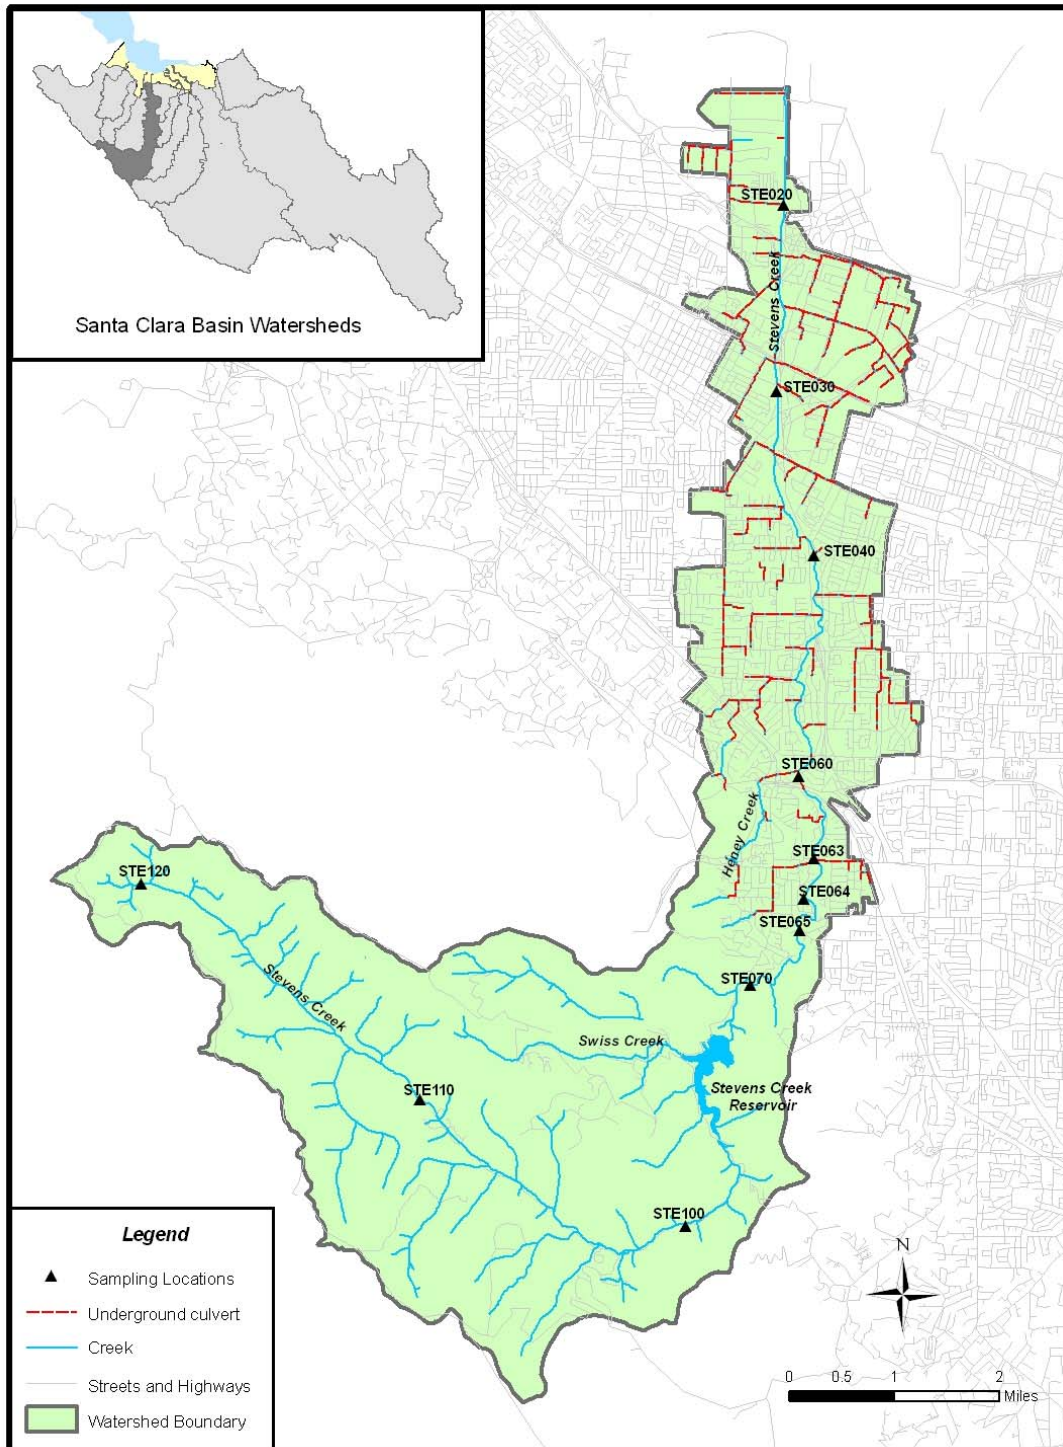 Santa Clara Basin Watersheds
STE020
Stevens Creek
STE030
STE040
STE060
Heney Creek
STE063
STE064
STE065
STE070
STE120
Stevens Creek
Swiss Creek
Stevens Creek
Reservoir
STE110
STE100
Legend
Sampling Locations
Underground culvert
Creek
Streets and Highways
Watershed Boundary
N
0 0.5 1 2
Miles